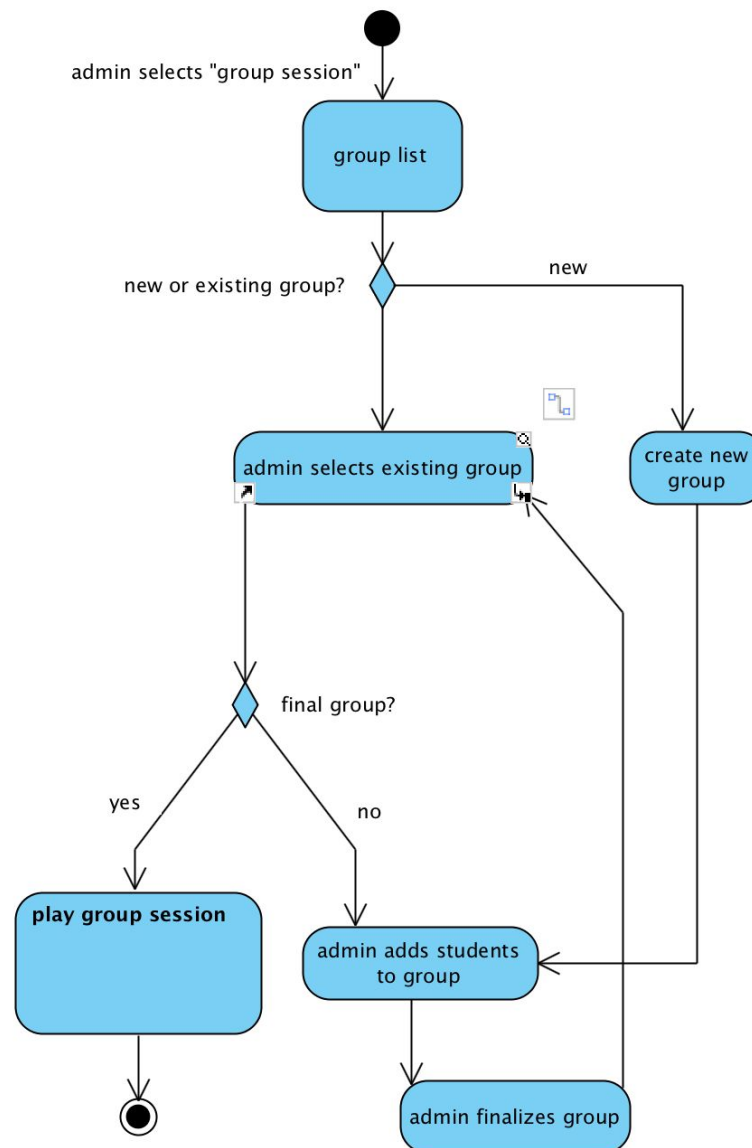 admin selects "group session"
group list
new or existing group?
new
admin selects existing group
create new
group
final group?
yes
no
play group session
admin adds students
to group
admin finalizes group